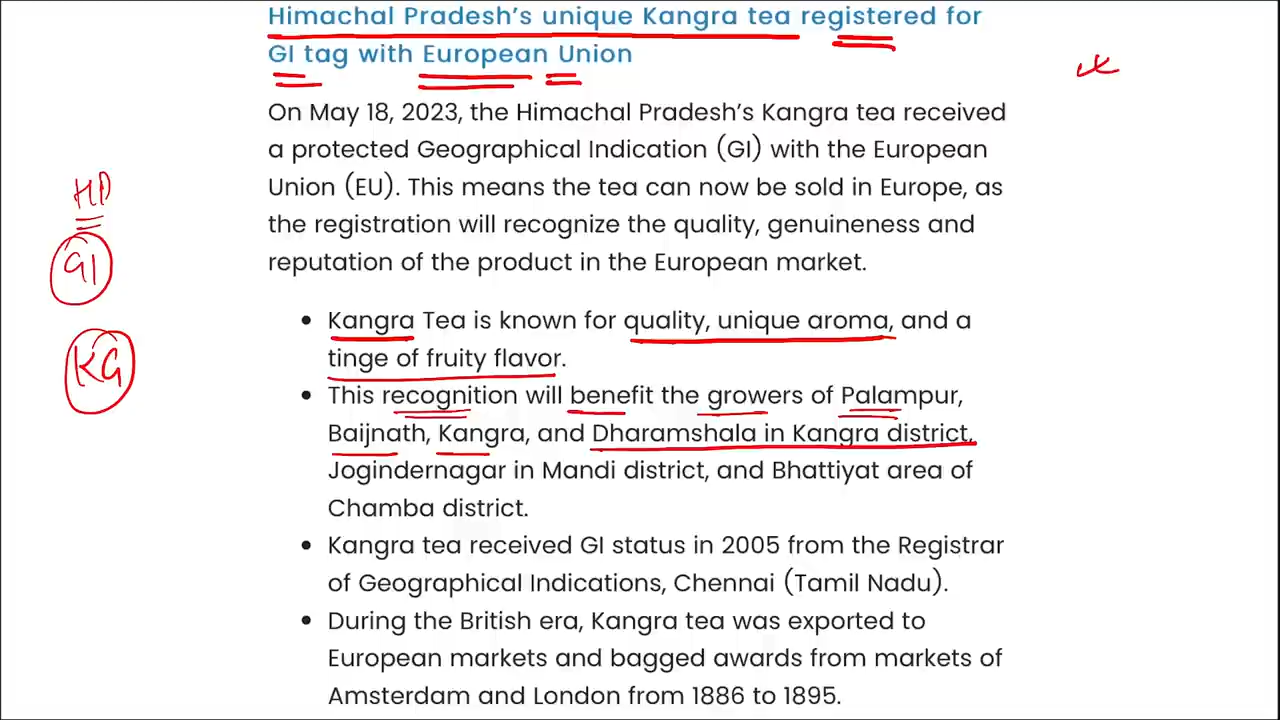 Himachal Pradesh's unique Kangra tea registered for
GI tag with European Union
On May 18, 2023, the Himachal Pradesh's Kangra tea received
a protected Geographical Indication (GI) with the European
Union (EU). This means the tea can now be sold in Europe, as
the registration will recognize the quality, genuineness and
reputation of the product in the European market.
HP
GI
KG
• Kangra Tea is known for quality, unique aroma, and a
tinge of fruity flavor.
• This recognition will benefit the growers of Palampur,
Baijnath, Kangra, and Dharamshala in Kangra district,
Jogindernagar in Mandi district, and Bhattiyat area of
Chamba district.
• Kangra tea received GI status in 2005 from the Registrar
of Geographical Indications, Chennai (Tamil Nadu).
• During the British era, Kangra tea was exported to
European markets and bagged awards from markets of
Amsterdam and London from 1886 to 1895.